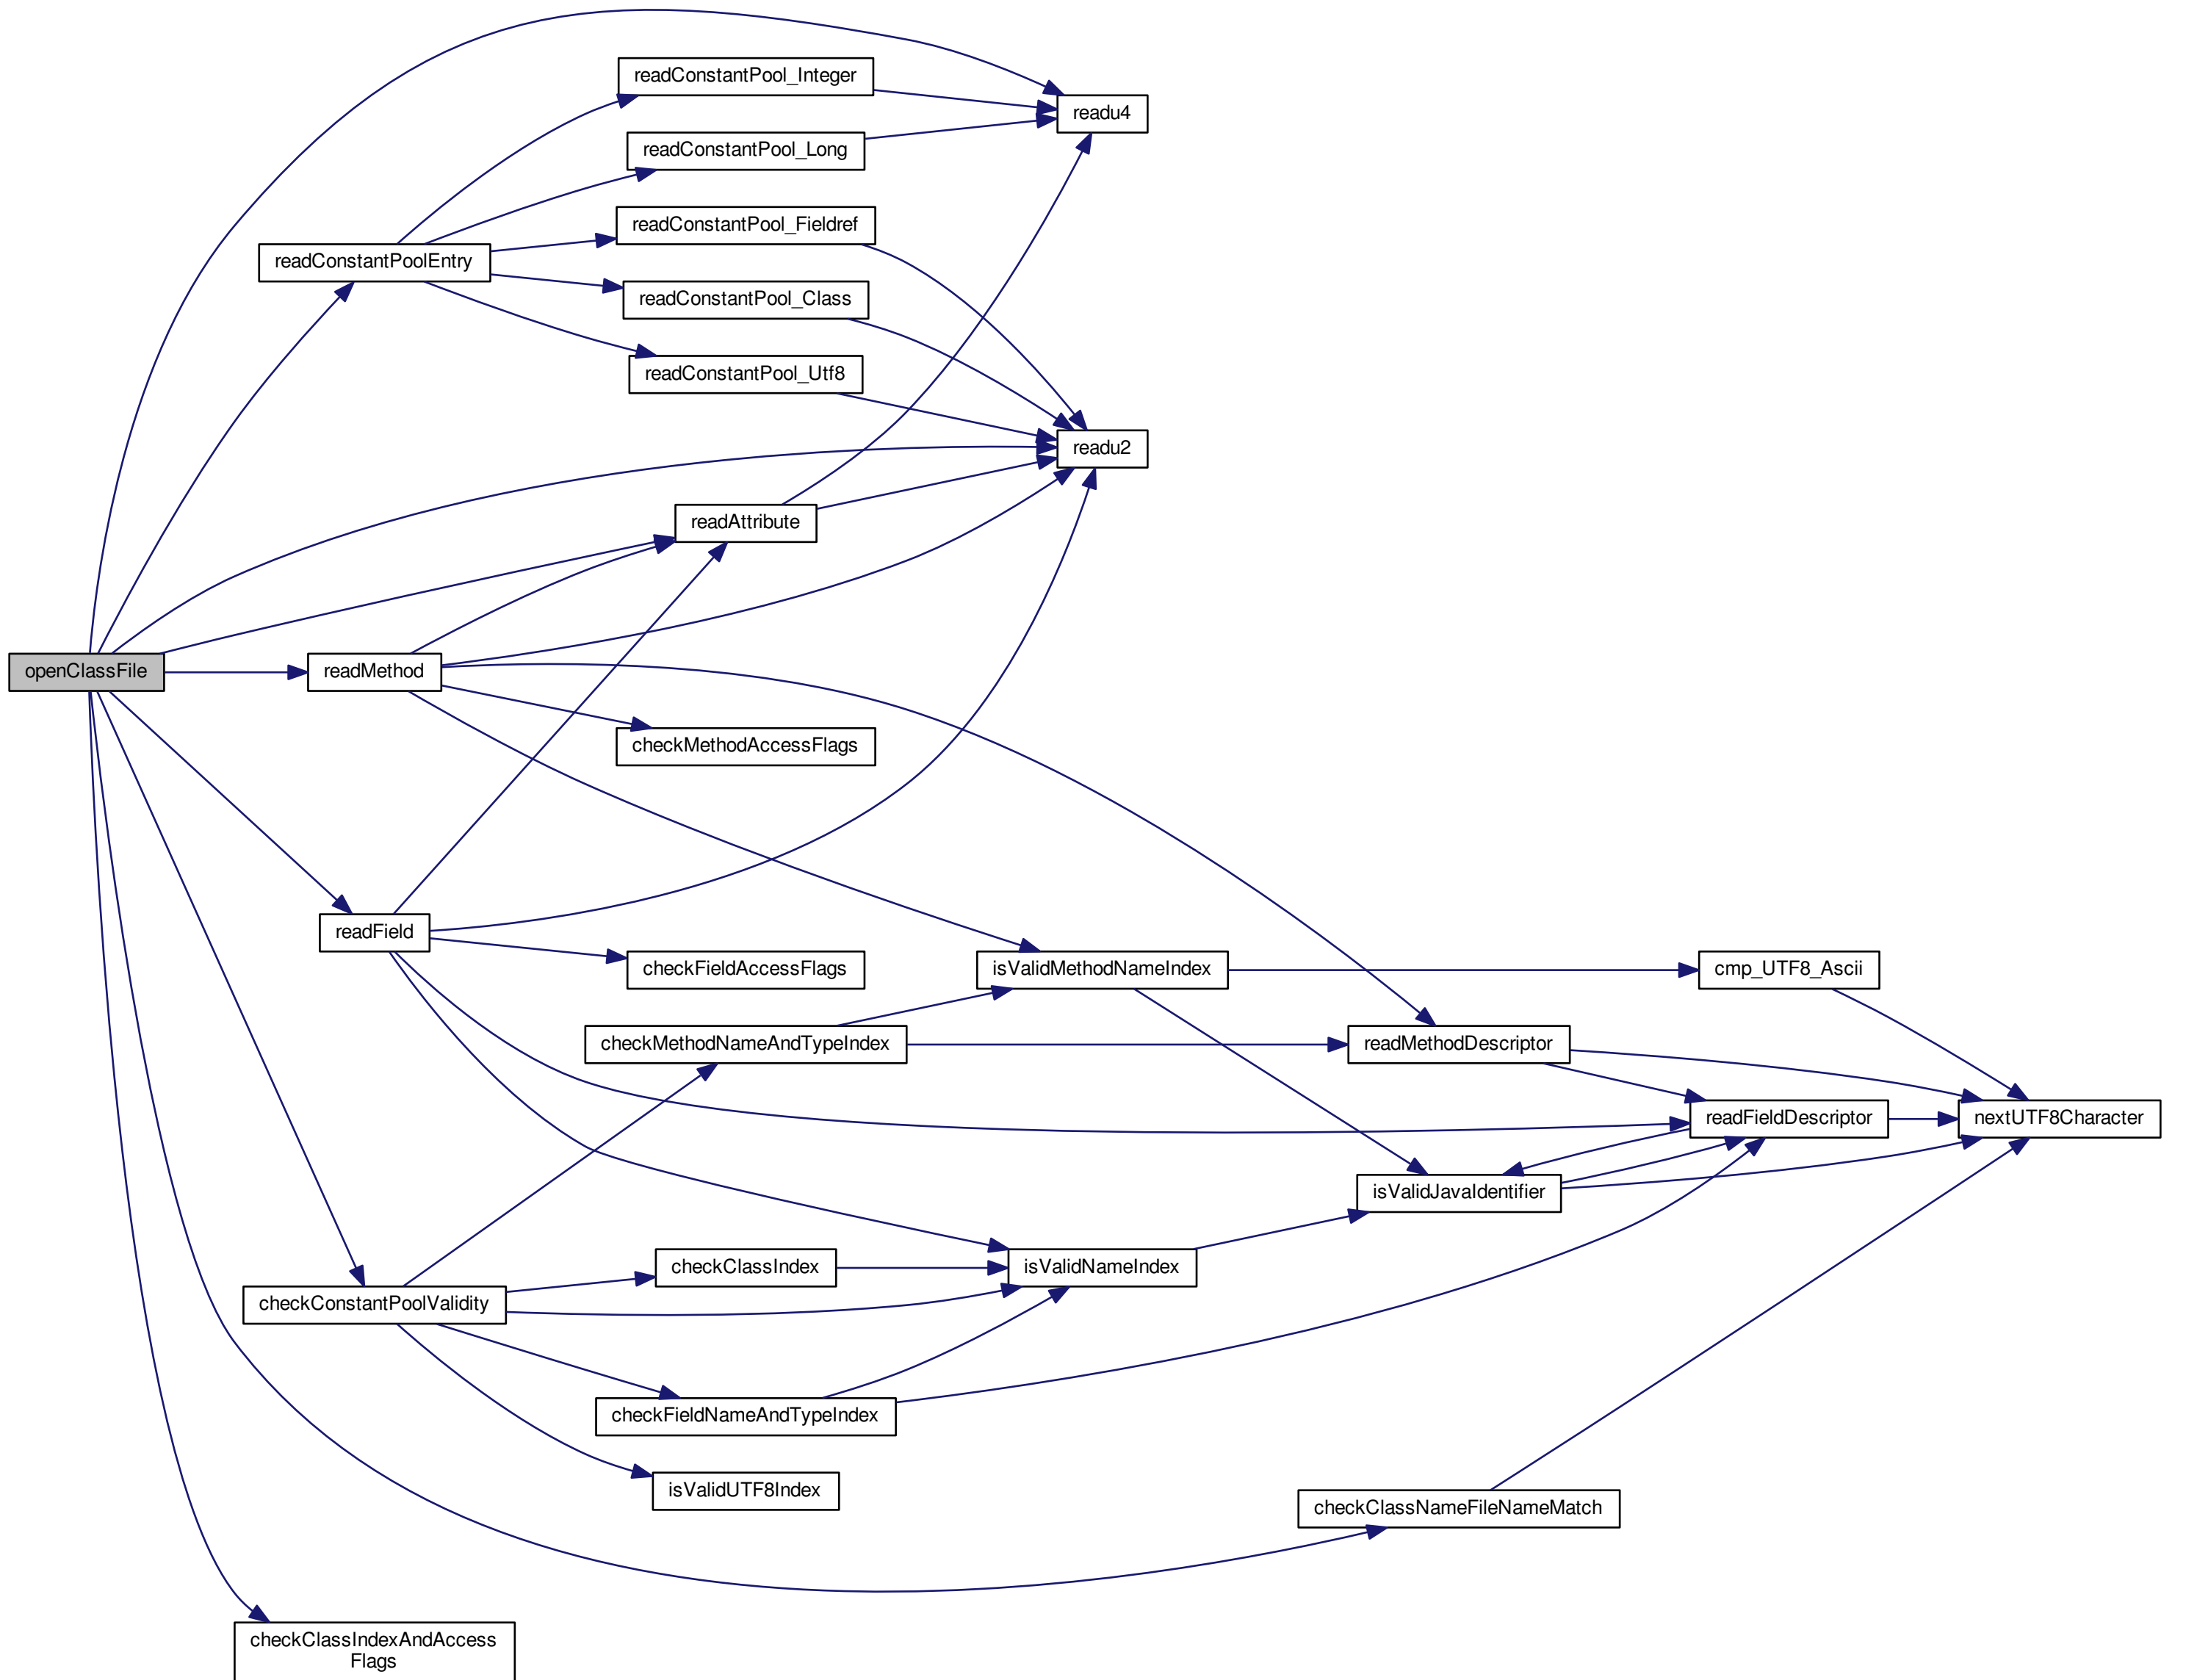 readConstantPool_Integer
readu4
readConstantPool_Long
readConstantPool_Fieldref
readConstantPoolEntry
readConstantPool_Class
readConstantPool_Utf8
readu2
readAttribute
openClassFile
readMethod
checkMethodAccessFlags
readField
checkFieldAccessFlags
isValidMethodNameIndex
cmp_UTF8_Ascii
checkMethodNameAndTypeIndex
readMethodDescriptor
readFieldDescriptor
nextUTF8Character
isValidJavaIdentifier
checkClassIndex
isValidNameIndex
checkConstantPoolValidity
checkFieldNameAndTypeIndex
isValidUTF8Index
checkClassNameFileNameMatch
checkClassIndexAndAccess
Flags